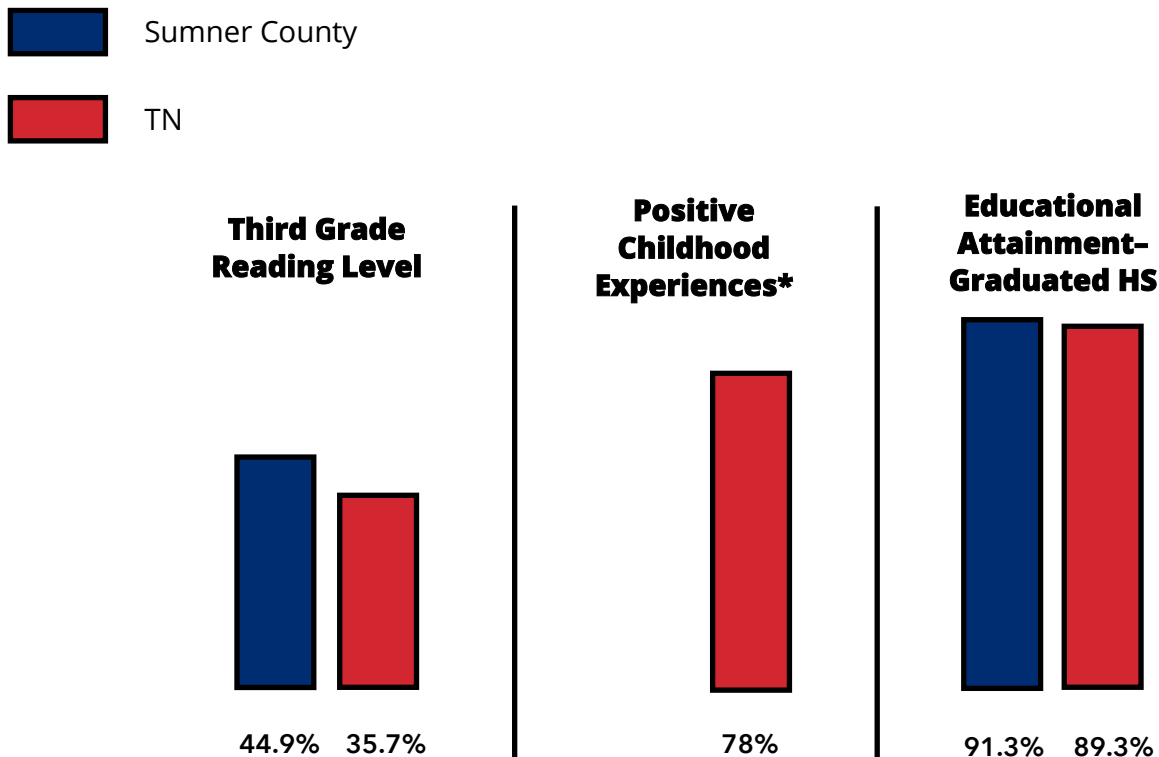 Sumner County
TN
Third Grade
Reading Level
44.9% 35.7%
Positive
Childhood
Experiences*
78%
Educational
Attainment–
Graduated HS
91.3% 89.3%